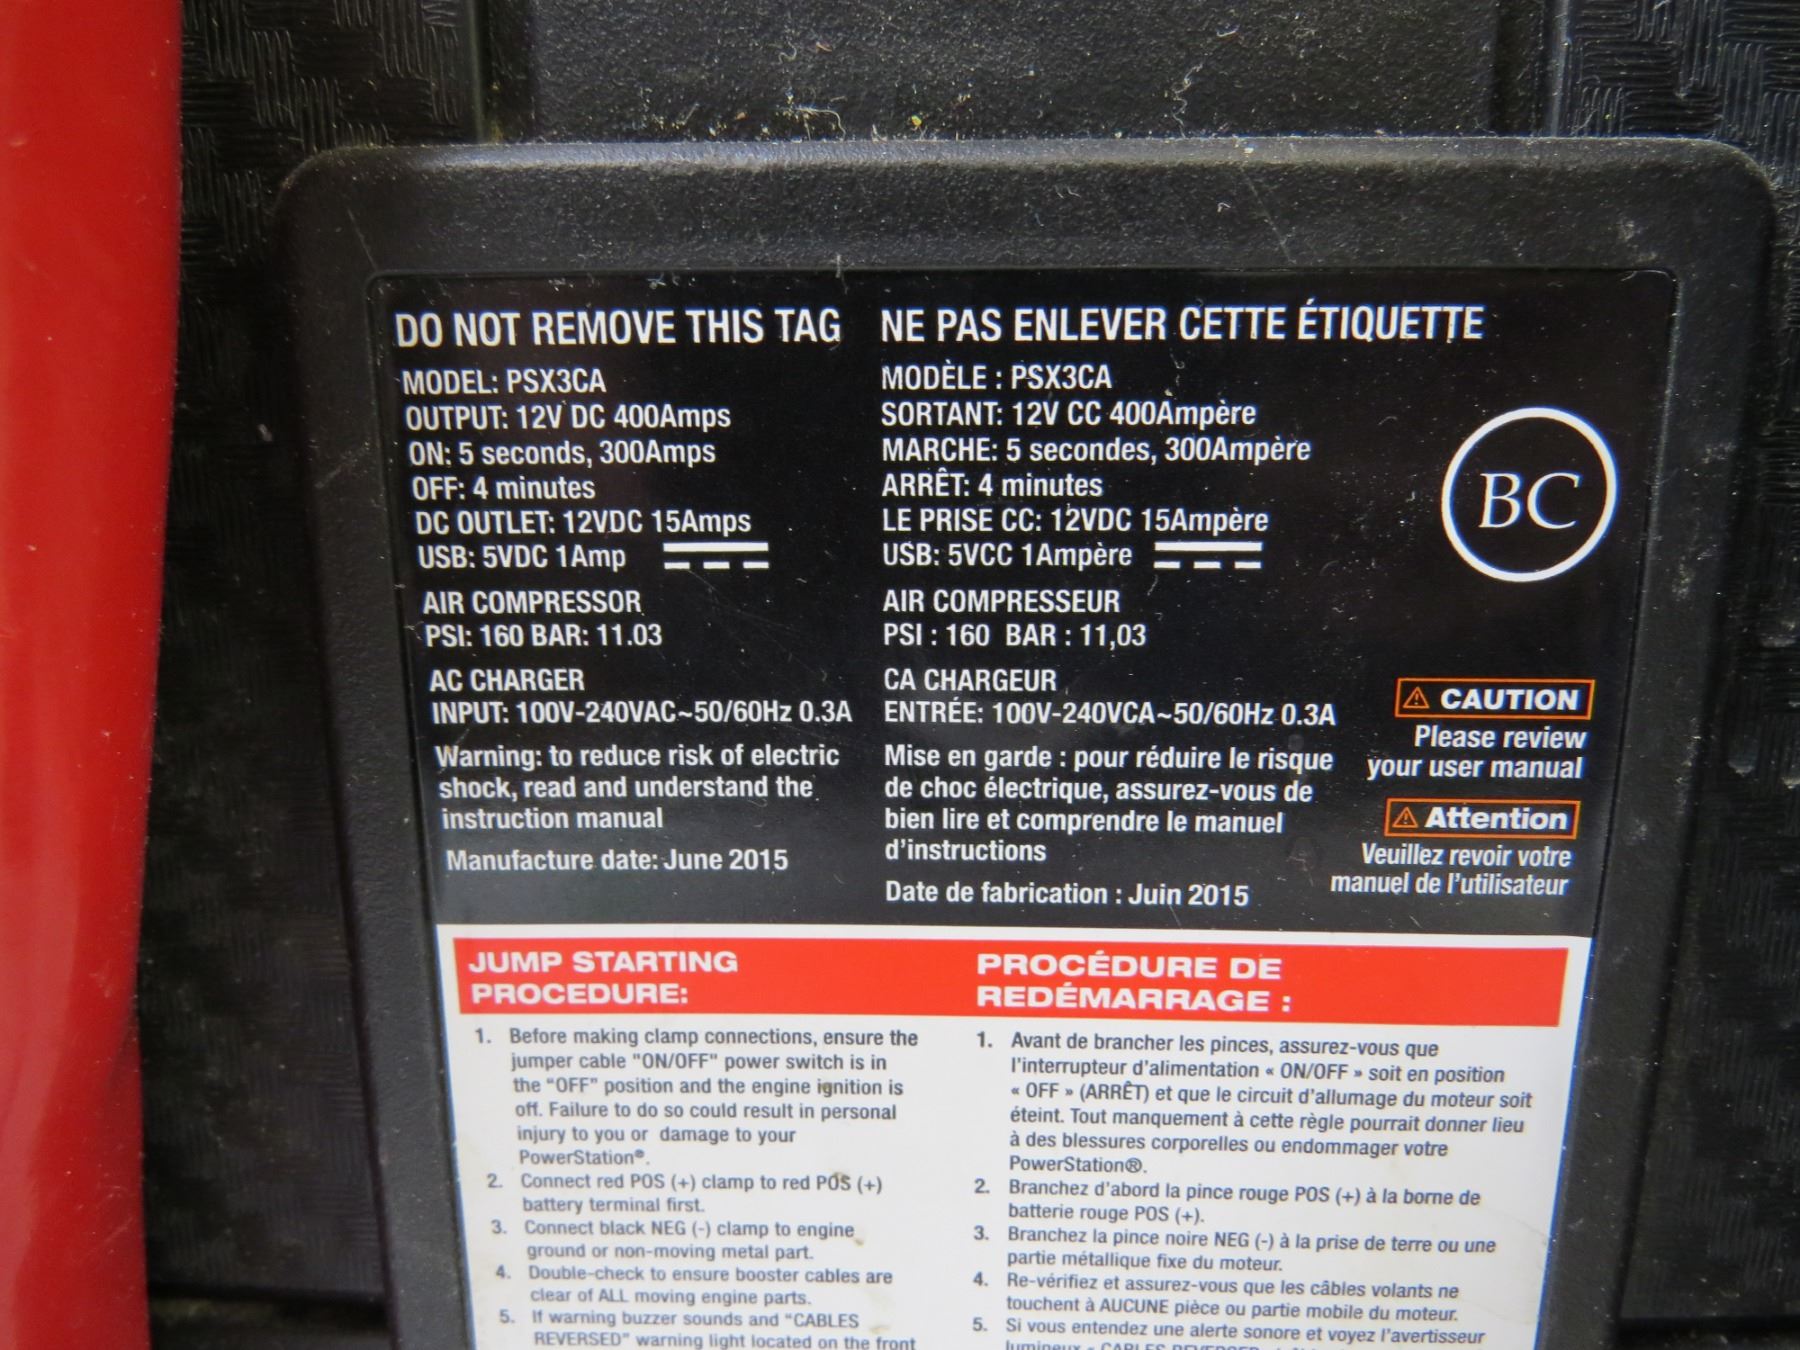 DO NOT REMOVE THIS TAG
MODEL: PSX3CA
OUTPUT: 12V DC 400Amps
ON: 5 seconds, 300Amps
OFF: 4 minutes
DC OUTLET: 12VDC 15Amps
USB: 5VDC 1Amp
AIR COMPRESSOR
PSI: 160 BAR: 11.03
AC CHARGER
INPUT: 100V-240VAC~50/60Hz 0.3A
Warning: to reduce risk of electric
shock, read and understand the
instruction manual
Manufacture date: June 2015
NE PAS ENLEVER CETTE ÉTIQUETTE
MODÈLE : PSX3CA
SORTANT: 12V CC 400Ampère
MARCHE: 5 secondes, 300Ampère
ARRÊT: 4 minutes
LE PRISE CC: 12VDC 15Ampère
USB: 5VCC 1Ampère
AIR COMPRESSEUR
PSI : 160 BAR : 11,03
CA CHARGEUR
ENTRÉE: 100V-240VCA~50/60Hz 0.3A
Mise en garde : pour réduire le risque
de choc électrique, assurez-vous de
bien lire et comprendre le manuel
d'instructions
Date de fabrication : Juin 2015
BC
CAUTION
Please review
your user manual
Attention
Veuillez revoir votre
manuel de l'utilisateur
JUMP STARTING
PROCEDURE:
1. Before making clamp connections, ensure the
jumper cable "ON/OFF" power switch is in
the "OFF" position and the engine ignition is
off. Failure to do so could result in personal
injury to you or damage to your
PowerStation®.
2. Connect red POS (+) clamp to red POS (+)
battery terminal first.
3. Connect black NEG (-) clamp to engine
ground or non-moving metal part.
4. Double-check to ensure booster cables are
clear of ALL moving engine parts.
5. If warning buzzer sounds and "CABLES
REVERSED" warning light located on the front
PROCÉDURE DE
REDÉMARRAGE :
1. Avant de brancher les pinces, assurez-vous que
l'interrupteur d'alimentation « ON/OFF » soit en position
« OFF » (ARRÊT) et que le circuit d'allumage du moteur soit
éteint. Tout manquement à cette règle pourrait donner lieu
à des blessures corporelles ou endommager votre
PowerStation®.
2. Branchez d'abord la pince rouge POS (+) à la borne de
batterie rouge POS (+).
3. Branchez la pince noire NEG (-) à la prise de terre ou une
partie métallique fixe du moteur.
4. Re-vérifiez et assurez-vous que les câbles volants ne
touchent à AUCUNE pièce ou partie mobile du moteur.
5. Si vous entendez une alerte sonore et voyez l'avertisseur
lumineux « CABLES REVERSED